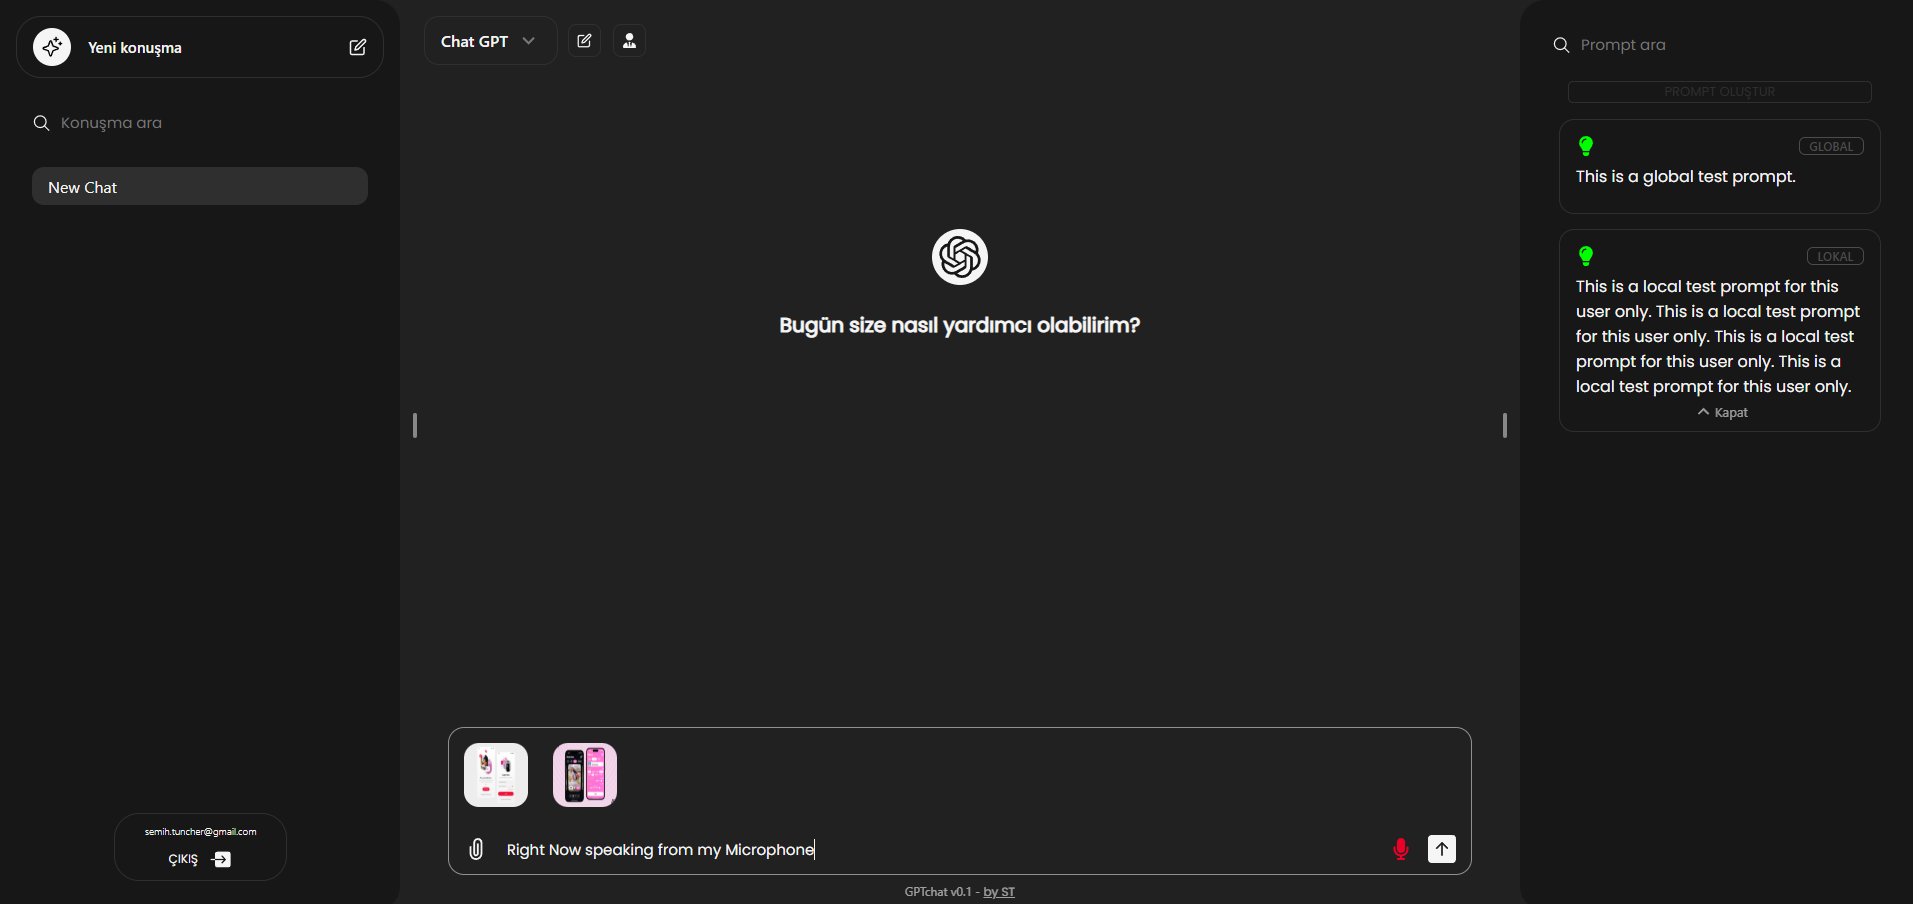 Yeni konuşma
Konuşma ara
New Chat
semih.tuncher@gmail.com
ÇIKIŞ
Chat GPT
Bugün size nasıl yardımcı olabilirim?
Right Now speaking from my Microphone
GPTchat v0.1 - by ST
Prompt ara
PROMPT OLUŞTUR
GLOBAL
This is a global test prompt.
LOKAL
This is a local test prompt for this
user only. This is a local test prompt
for this user only. This is a local test
prompt for this user only. This is a
local test prompt for this user only.
Kapat